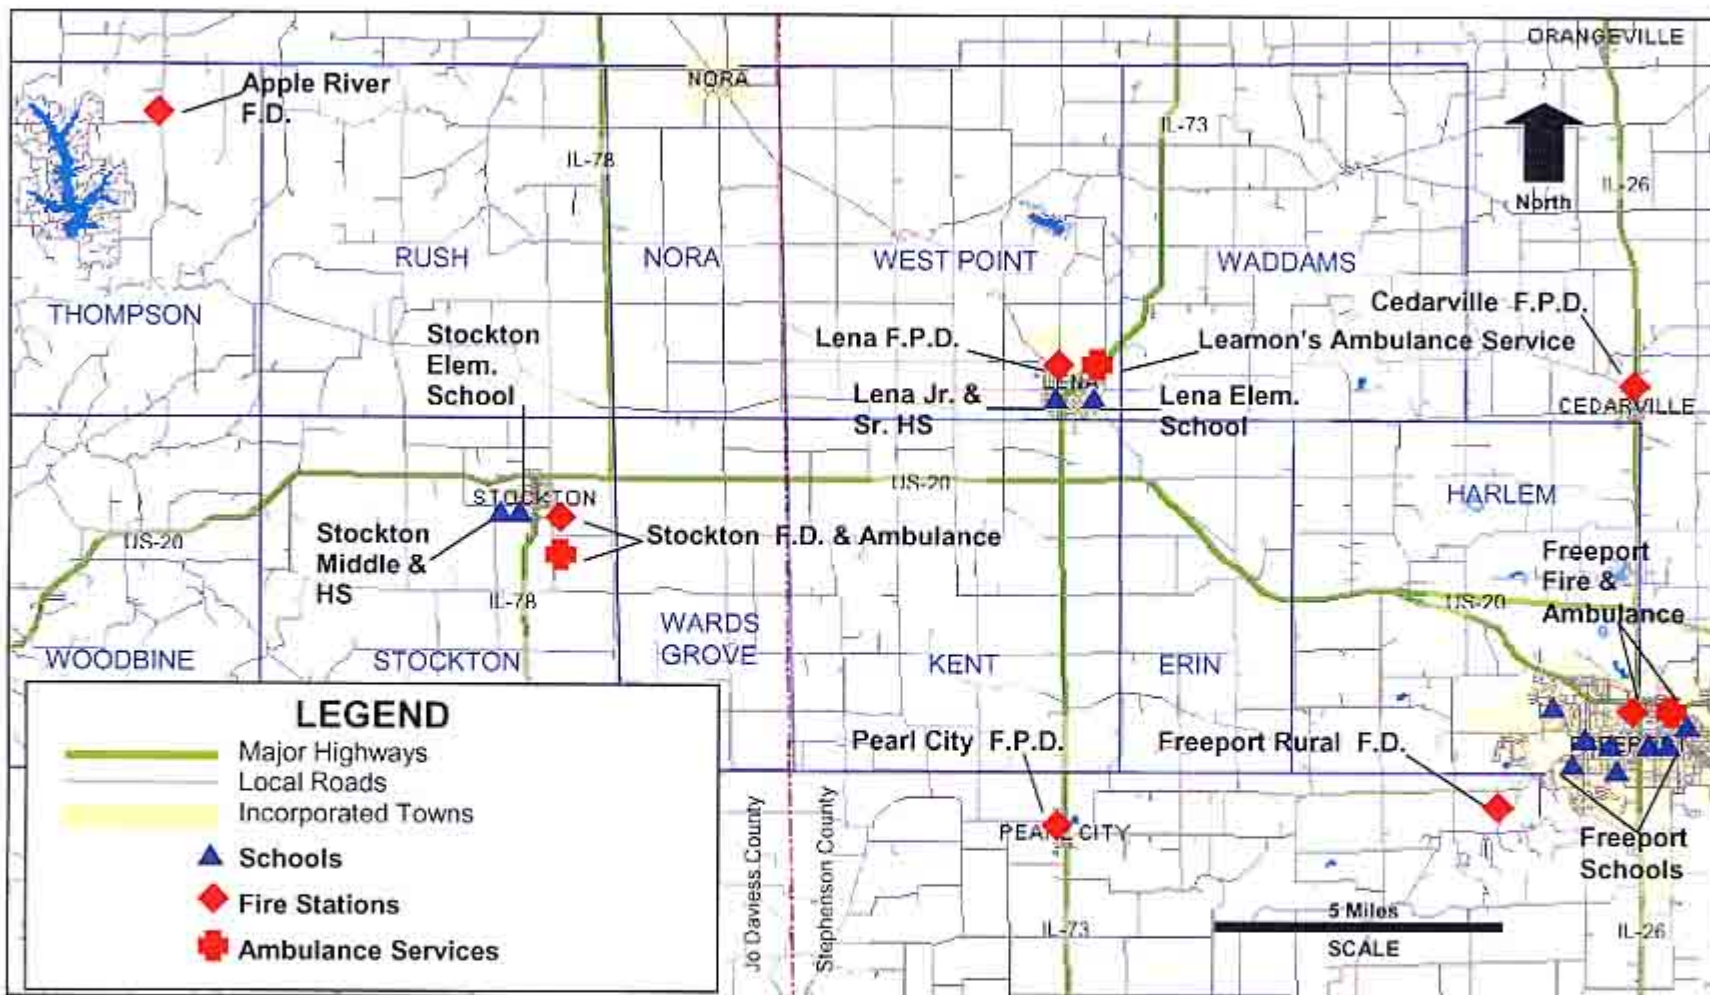 ORANGEVILLE
Apple River
F.D.
NORA
IL-73
IL-78
IL-26
North
RUSH
NORA
WEST POINT
WADDAMS
THOMPSON
Cedarville F.P.D.
Stockton
Elem.
School
Lena F.P.D.
Leamon's Ambulance Service
LENA
Lena Jr. &
Sr. HS
Lena Elem.
School
CEDARVILLE
US-20
HARLEM
STOCKTON
US-20
Stockton
Middle &
HS
Stockton F.D. & Ambulance
Freeport
Fire &
Ambulance
IL-78
US-20
WARDS
GROVE
WOODBINE
STOCKTON
KENT
ERIN
LEGEND
Major Highways
Local Roads
Incorporated Towns
Schools
Fire Stations
Ambulance Services
Pearl City F.P.D.
Freeport Rural F.D.
FREEPORT
PEARL CITY
Freeport
Schools
Jo Daviess County
Stephenson County
5 Miles
SCALE
IL-73
IL-26